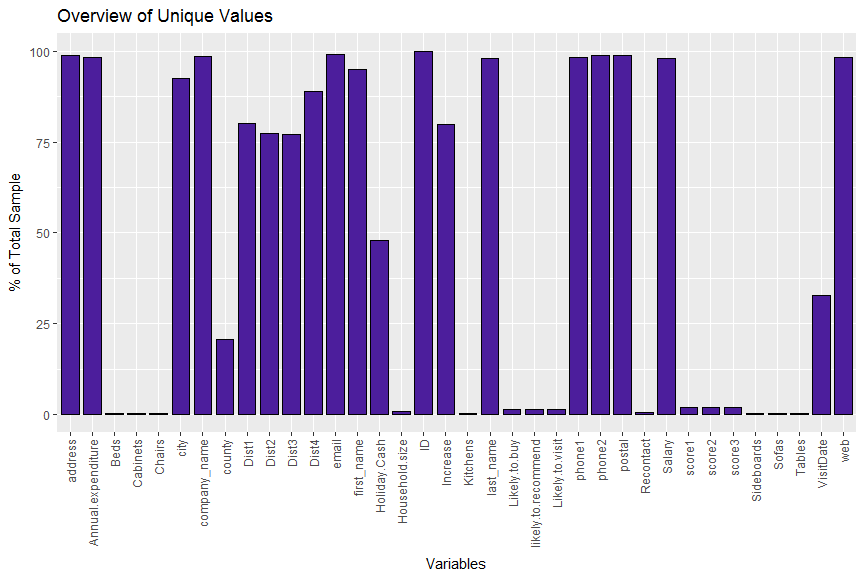 Overview of Unique Values
% of Total Sample
100
75
50
25
0
address
Annual.expenditure
Beds
Cabinets
Chairs
city
company_name
county
Dist1
Dist2
Dist3
Dist4
email
first_name
Holiday.Cash
Household.size
ID
Increase
Kitchens
last_name
Likely.to.buy
likely.to.recommend
Likely.to.visit
phone1
phone2
postal
Recontact
Salary
score1
score2
score3
Sideboards
Sofas
Tables
VisitDate
web
Variables